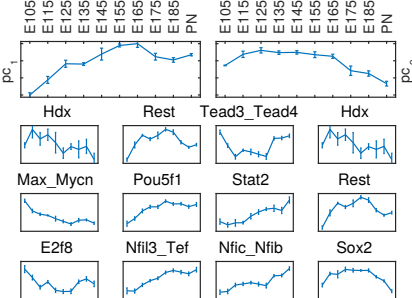 E105 E115 E125 E135 E145 E155 E165 E175 E185 PN E105 E115 E125 E135 E145 E155 E165 E175 E185 PN
pc1
Hdx Rest Tead3_Tead4 Hdx
Max_Mycn Pou5f1 Stat2 Rest
E2f8 Nfil3_Tef Nfic_Nfib Sox2